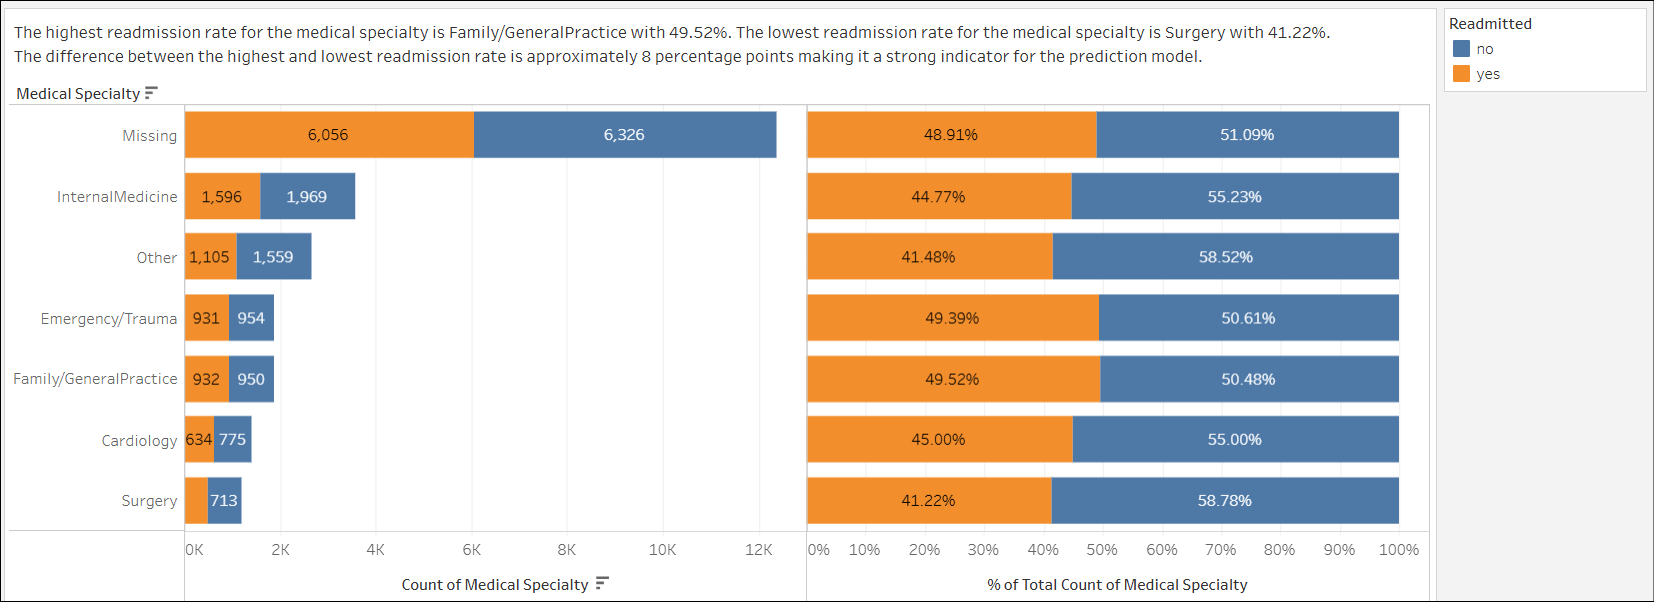 The highest readmission rate for the medical specialty is Family/GeneralPractice with 49.52%. The lowest readmission rate for the medical specialty is Surgery with 41.22%.
The difference between the highest and lowest readmission rate is approximately 8 percentage points making it a strong indicator for the prediction model.
Readmitted
no
yes
Medical Specialty
Missing 6,056 6,326 48.91% 51.09%
InternalMedicine 1,596 1,969 44.77% 55.23%
Other 1,105 1,559 41.48% 58.52%
Emergency/Trauma 931 954 49.39% 50.61%
Family/GeneralPractice 932 950 49.52% 50.48%
Cardiology 634 775 45.00% 55.00%
Surgery 713 41.22% 58.78%
0K 2K 4K 6K 8K 10K 12K 0% 10% 20% 30% 40% 50% 60% 70% 80% 90% 100%
Count of Medical Specialty % of Total Count of Medical Specialty